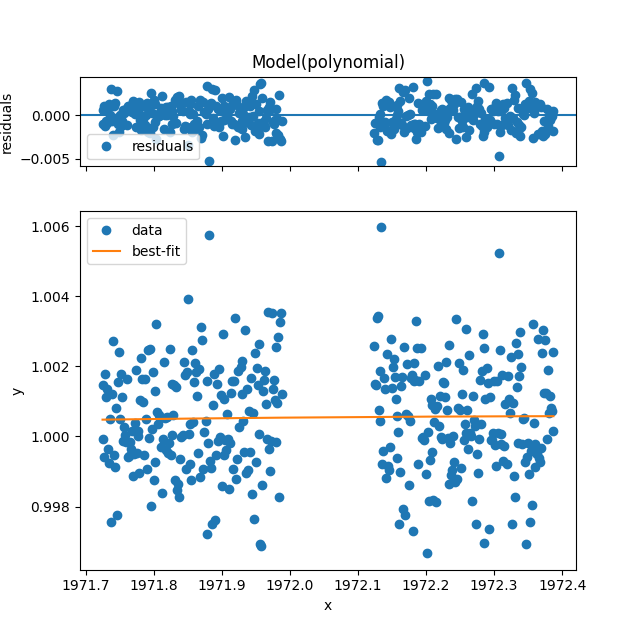 Model(polynomial)
residuals
0.000
−0.005
residuals
y
1.006
1.004
1.002
1.000
0.998
data
best-fit
1971.7 1971.8 1971.9 1972.0 1972.1 1972.2 1972.3 1972.4
x